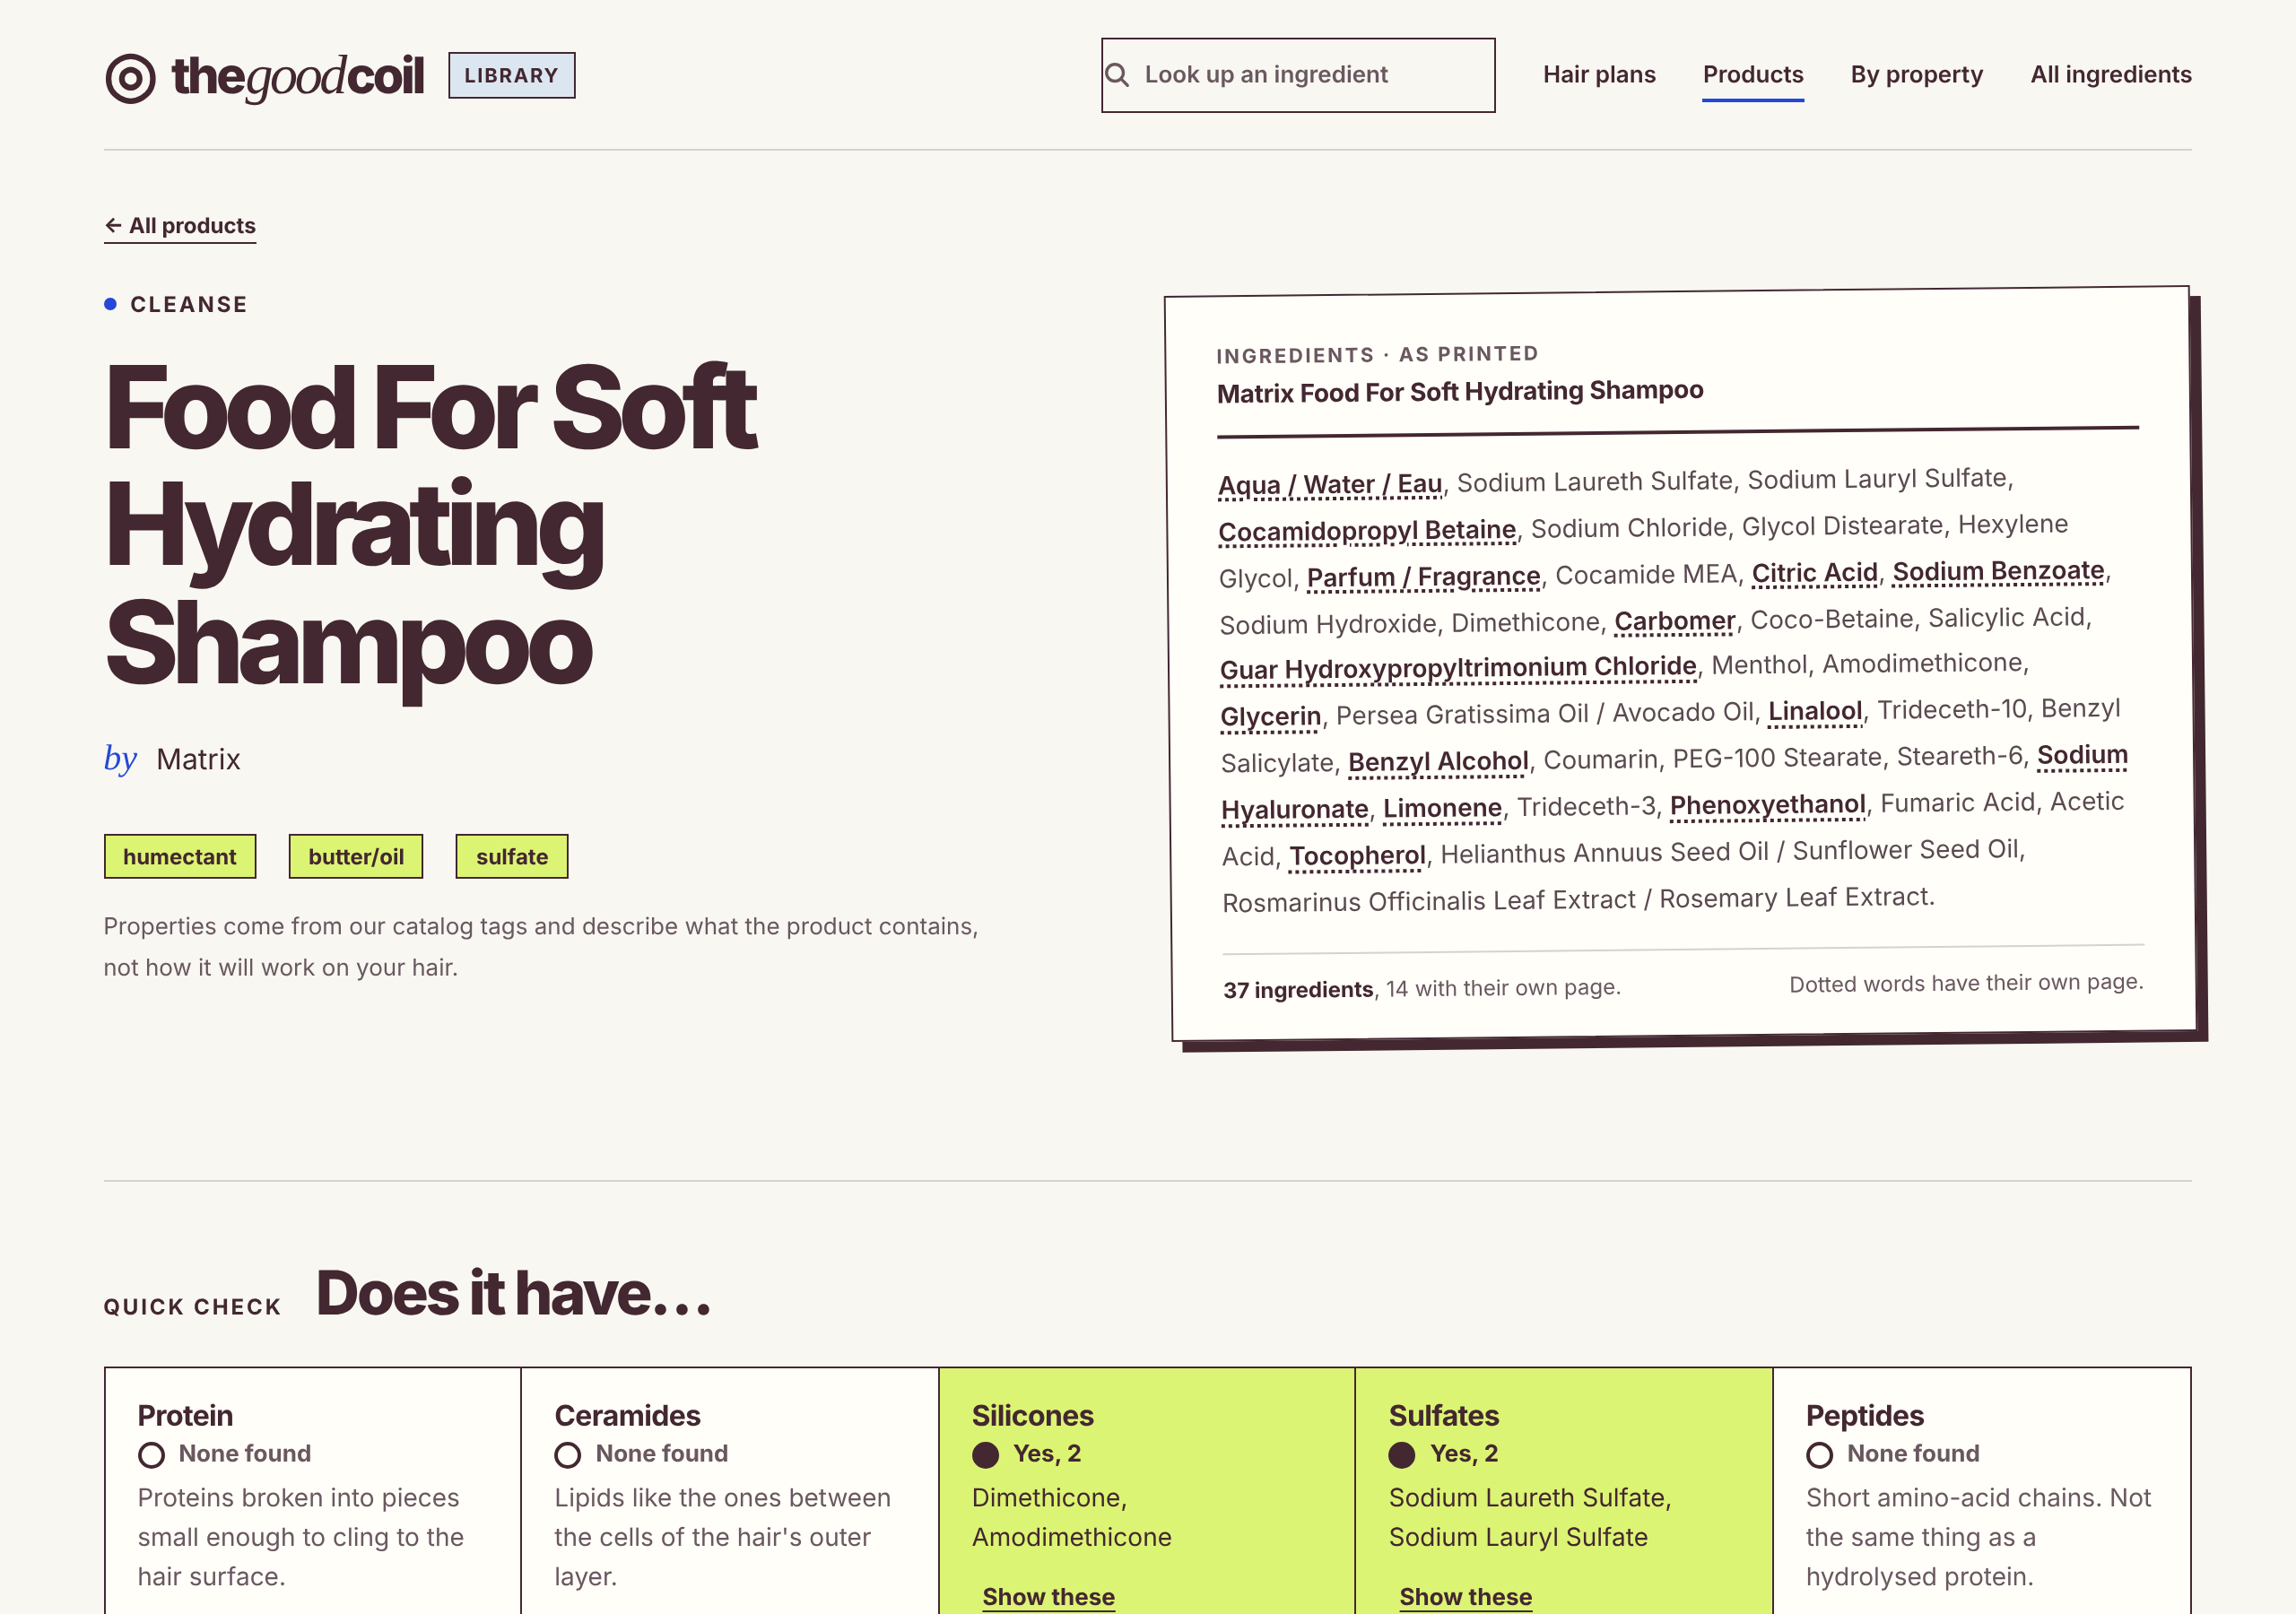 thegoodcoil LIBRARY
Look up an ingredient
Hair plans Products By property All ingredients
← All products
CLEANSE
Food For Soft
Hydrating
Shampoo
by Matrix
humectant butter/oil sulfate
Properties come from our catalog tags and describe what the product contains,
not how it will work on your hair.
INGREDIENTS · AS PRINTED
Matrix Food For Soft Hydrating Shampoo
Aqua / Water / Eau, Sodium Laureth Sulfate, Sodium Lauryl Sulfate,
Cocamidopropyl Betaine, Sodium Chloride, Glycol Distearate, Hexylene
Glycol, Parfum / Fragrance, Cocamide MEA, Citric Acid, Sodium Benzoate,
Sodium Hydroxide, Dimethicone, Carbomer, Coco-Betaine, Salicylic Acid,
Guar Hydroxypropyltrimonium Chloride, Menthol, Amodimethicone,
Glycerin, Persea Gratissima Oil / Avocado Oil, Linalool, Trideceth-10, Benzyl
Salicylate, Benzyl Alcohol, Coumarin, PEG-100 Stearate, Steareth-6, Sodium
Hyaluronate, Limonene, Trideceth-3, Phenoxyethanol, Fumaric Acid, Acetic
Acid, Tocopherol, Helianthus Annuus Seed Oil / Sunflower Seed Oil,
Rosmarinus Officinalis Leaf Extract / Rosemary Leaf Extract.
37 ingredients, 14 with their own page.
Dotted words have their own page.
QUICK CHECK Does it have…
Protein
None found
Proteins broken into pieces
small enough to cling to the
hair surface.
Ceramides
None found
Lipids like the ones between
the cells of the hair's outer
layer.
Silicones
Yes, 2
Dimethicone,
Amodimethicone
Show these
Sulfates
Yes, 2
Sodium Laureth Sulfate,
Sodium Lauryl Sulfate
Show these
Peptides
None found
Short amino-acid chains. Not
the same thing as a
hydrolysed protein.